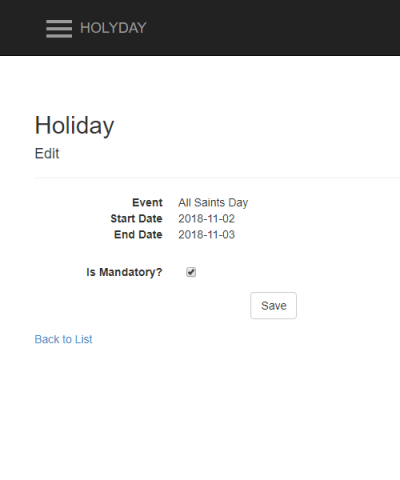 HOLYDAY
Holiday
Edit
Event All Saints Day
Start Date 2018-11-02
End Date 2018-11-03
Is Mandatory?
Save
Back to List